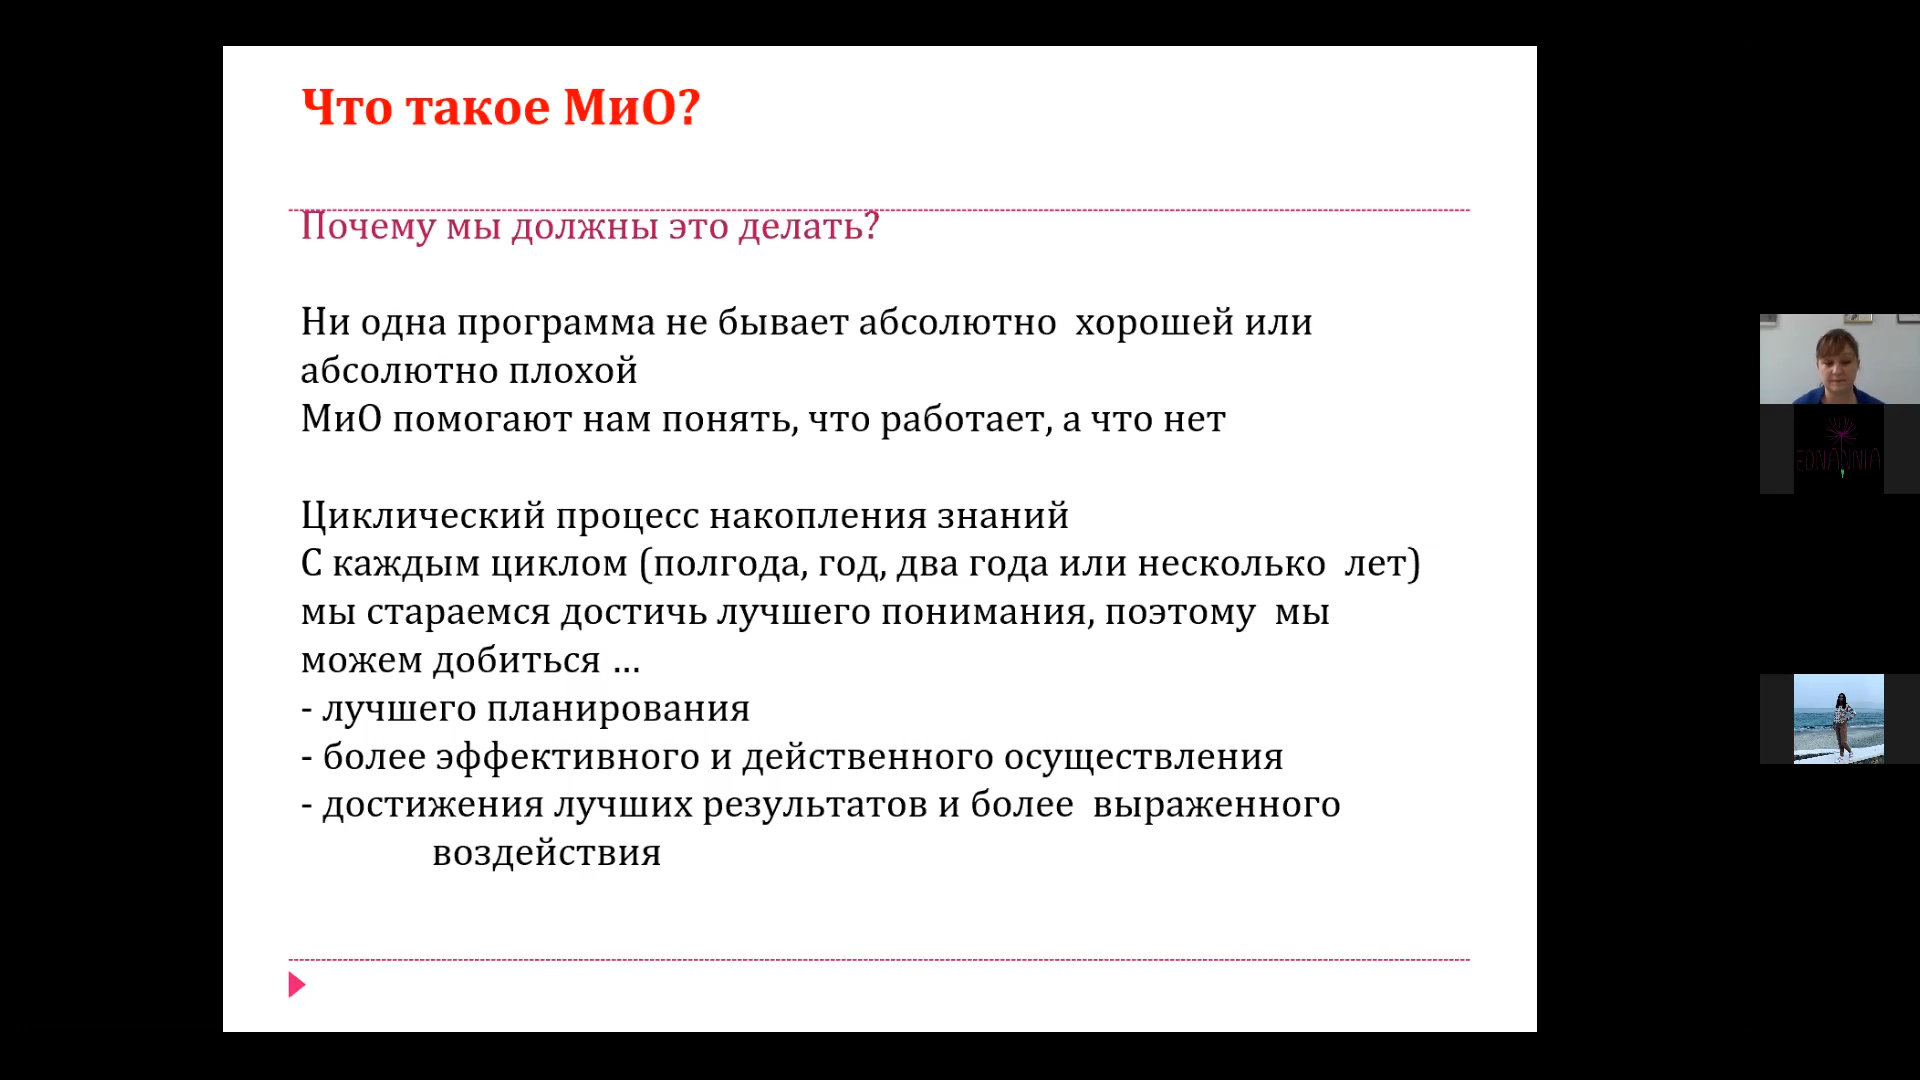 Что такое МиО?
Почему мы должны это делать?
Ни одна программа не бывает абсолютно хорошей или
абсолютно плохой
МиО помогают нам понять, что работает, а что нет
Циклический процесс накопления знаний
С каждым циклом (полгода, год, два года или несколько лет)
мы стараемся достичь лучшего понимания, поэтому мы
можем добиться ...
- лучшего планирования
- более эффективного и действенного осуществления
- достижения лучших результатов и более выраженного
воздействия
EDNANNIA